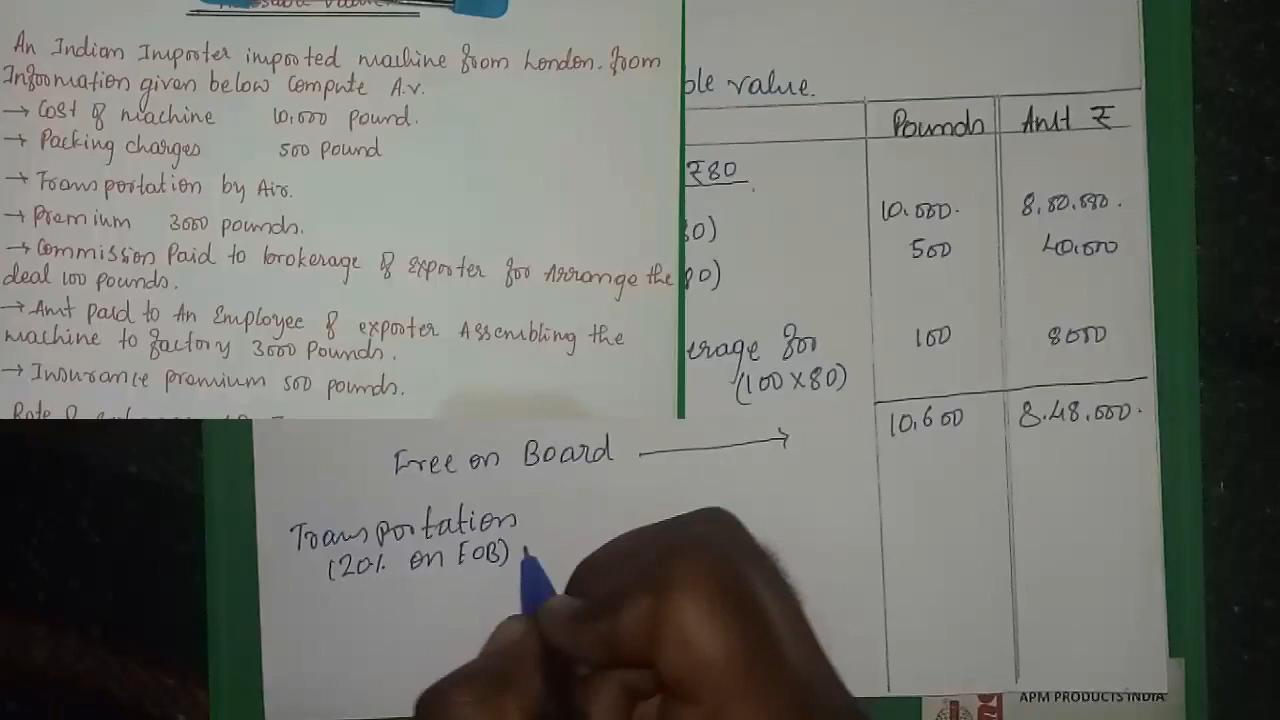 An Indian Importer imported machine from London. from
Information given below compute A.V.
→ Cost of machine 10,000 pound.
→ Packing charges 500 pound
→ Transportation by Air.
→ Premium 3000 pounds.
→ Commission Paid to brokerage of exporter for Arrange the
deal 100 pounds.
→ Amt paid to An Employee of exporter Assembling the
machine to factory 3000 Pounds.
→ Insurance premium 500 pounds.
ble value.
Pounds Amt ₹
₹80
10,000. 8,00,000.
0)
500 40,000
80)
erage for 100 8000
(100 X 80)
10,600 8,48,000.
Free on Board →
Transportation
(20% on FOB)
APM PRODUCTS INDIA